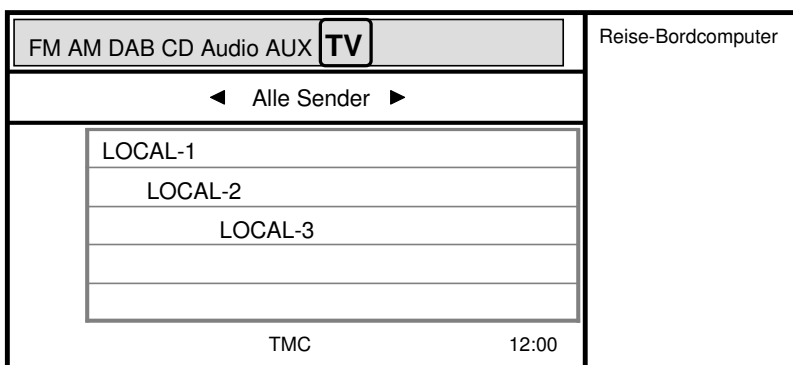 FM AM DAB CD Audio AUX TV
Reise-Bordcomputer
Alle Sender
LOCAL-1
LOCAL-2
LOCAL-3
TMC 12:00